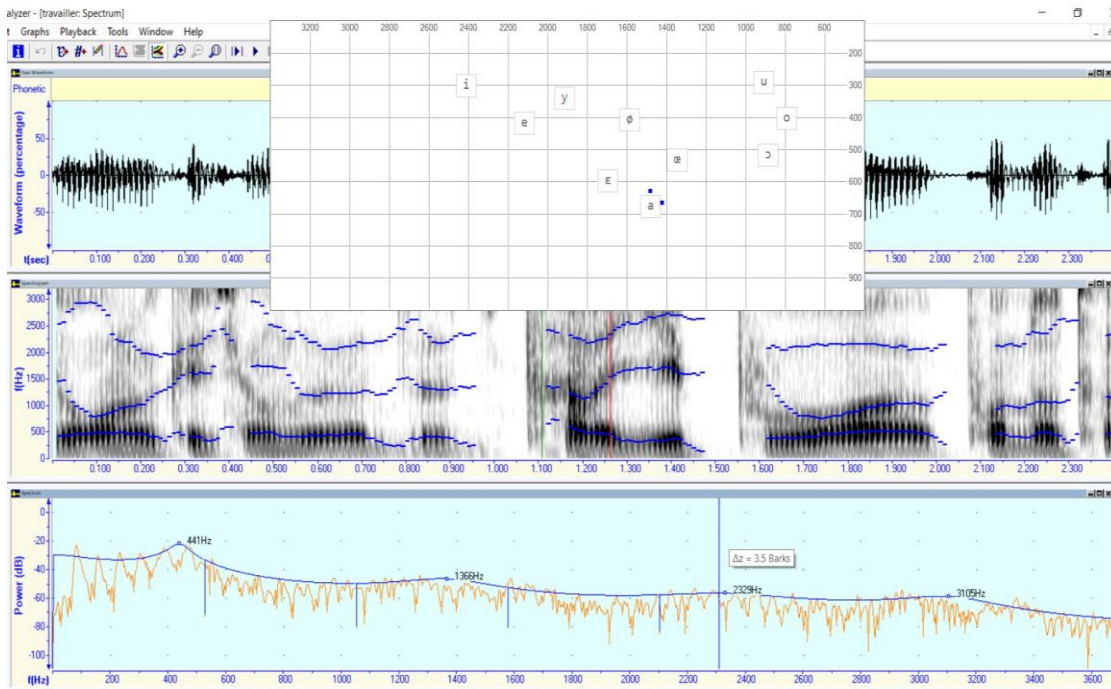 alyzer - [travailler: Spectrum]
t Graphs Playback Tools Window Help
3200 3000 2800 2600 2400 2200 2000 1800 1600 1400 1200 1000 800 600
200
300
400
500
600
700
800
900
i
y
u
e
ø
o
œ
ɔ
ɛ
a
Phonetic
Waveform (percentage)
50
0
-50
t(sec)
0.100 0.200 0.300 0.400 1.900 2.000 2.100 2.200 2.300
Spectrogram
f(Hz)
3000
2500
2000
1500
1000
500
0
0.100 0.200 0.300 0.400 0.500 0.600 0.700 0.800 0.900 1.000 1.100 1.200 1.300 1.400 1.500 1.600 1.700 1.800 1.900 2.000 2.100 2.200 2.300
Spectrum
Power (dB)
0
-20
-40
-60
-80
-100
441Hz
1366Hz
Δz = 3.5 Barks
2329Hz
3105Hz
f(Hz)
200 400 600 800 1000 1200 1400 1600 1800 2000 2200 2400 2600 2800 3000 3200 3400 3600